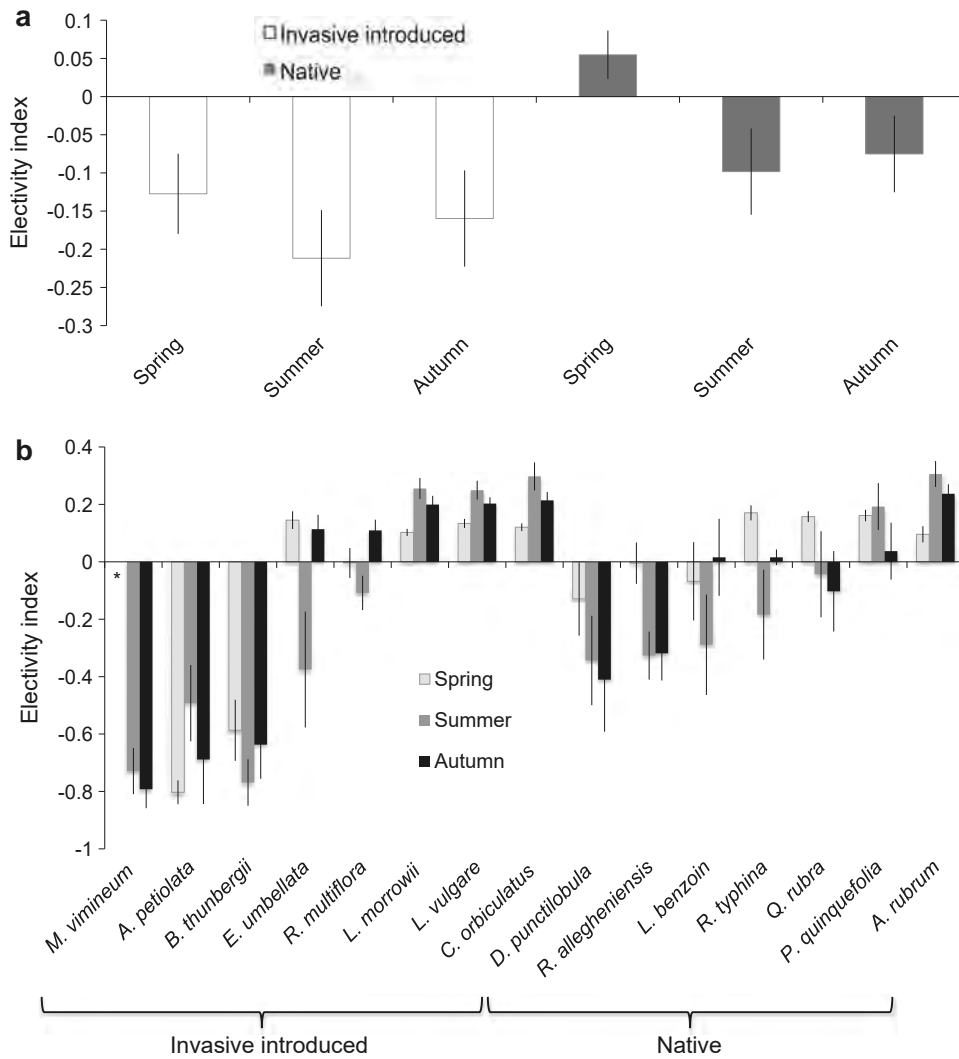 a
Electivity index
0.1
0.05
0
-0.05
-0.1
-0.15
-0.2
-0.25
-0.3
Invasive introduced
Native
Spring
Summer
Autumn
Spring
Summer
Autumn
b
Electivity index
0.4
0.2
0
-0.2
-0.4
-0.6
-0.8
-1
*
Spring
Summer
Autumn
M. vimineum
A. petiolata
B. thunbergii
E. umbellata
R. multiflora
L. morrowii
L. vulgare
C. orbiculatus
D. punctilobula
R. allegheniensis
L. benzoin
R. typhina
Q. rubra
P. quinquefolia
A. rubrum
Invasive introduced
Native